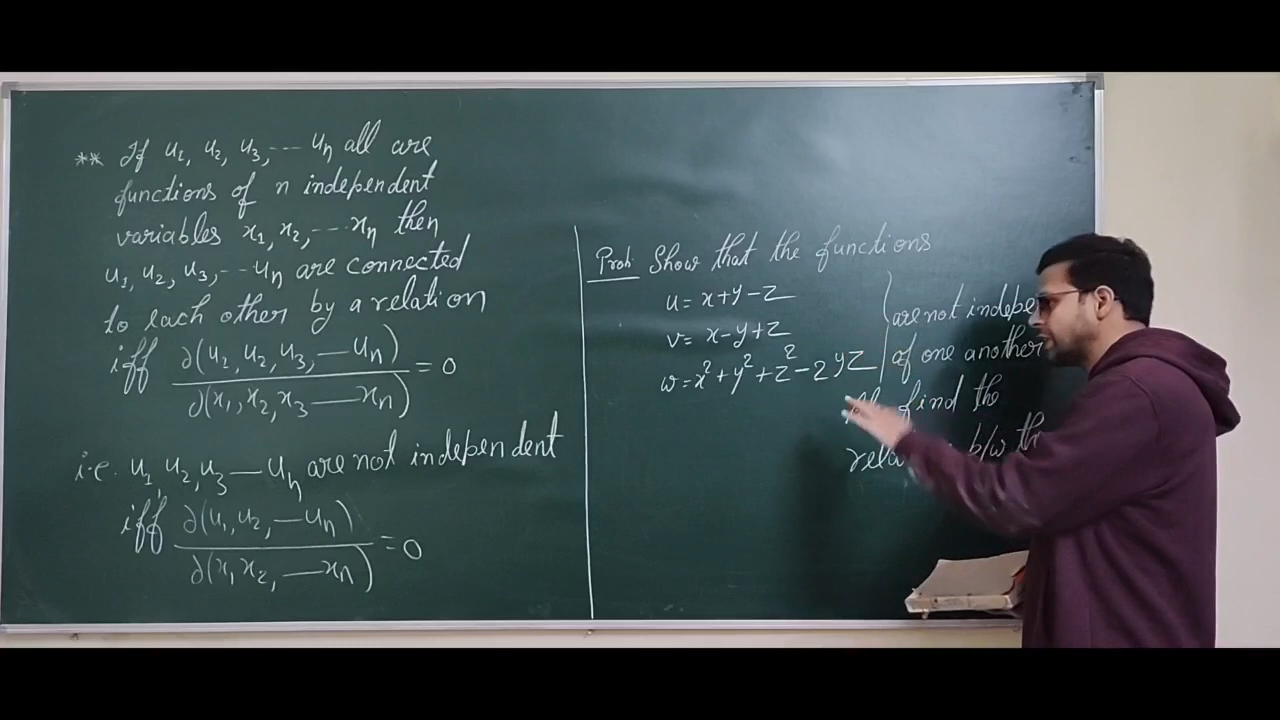 ** If u₁, u₂, u₃, ---- uₙ all are
functions of n independent
variables x₁, x₂, --- xₙ then
u₁, u₂, u₃, --- uₙ are connected
to each other by a relation
iff ∂(u₁, u₂, u₃, — uₙ) / ∂(x₁, x₂, x₃ — xₙ) = 0
i.e. u₁, u₂, u₃ — uₙ are not independent
iff ∂(u₁, u₂, — uₙ) / ∂(x₁ x₂, — xₙ) = 0
Prob Show that the functions
u = x+y-z
v = x-y+z
w = x²+y²+z²-2yz
are not
of one another
find the
b/w